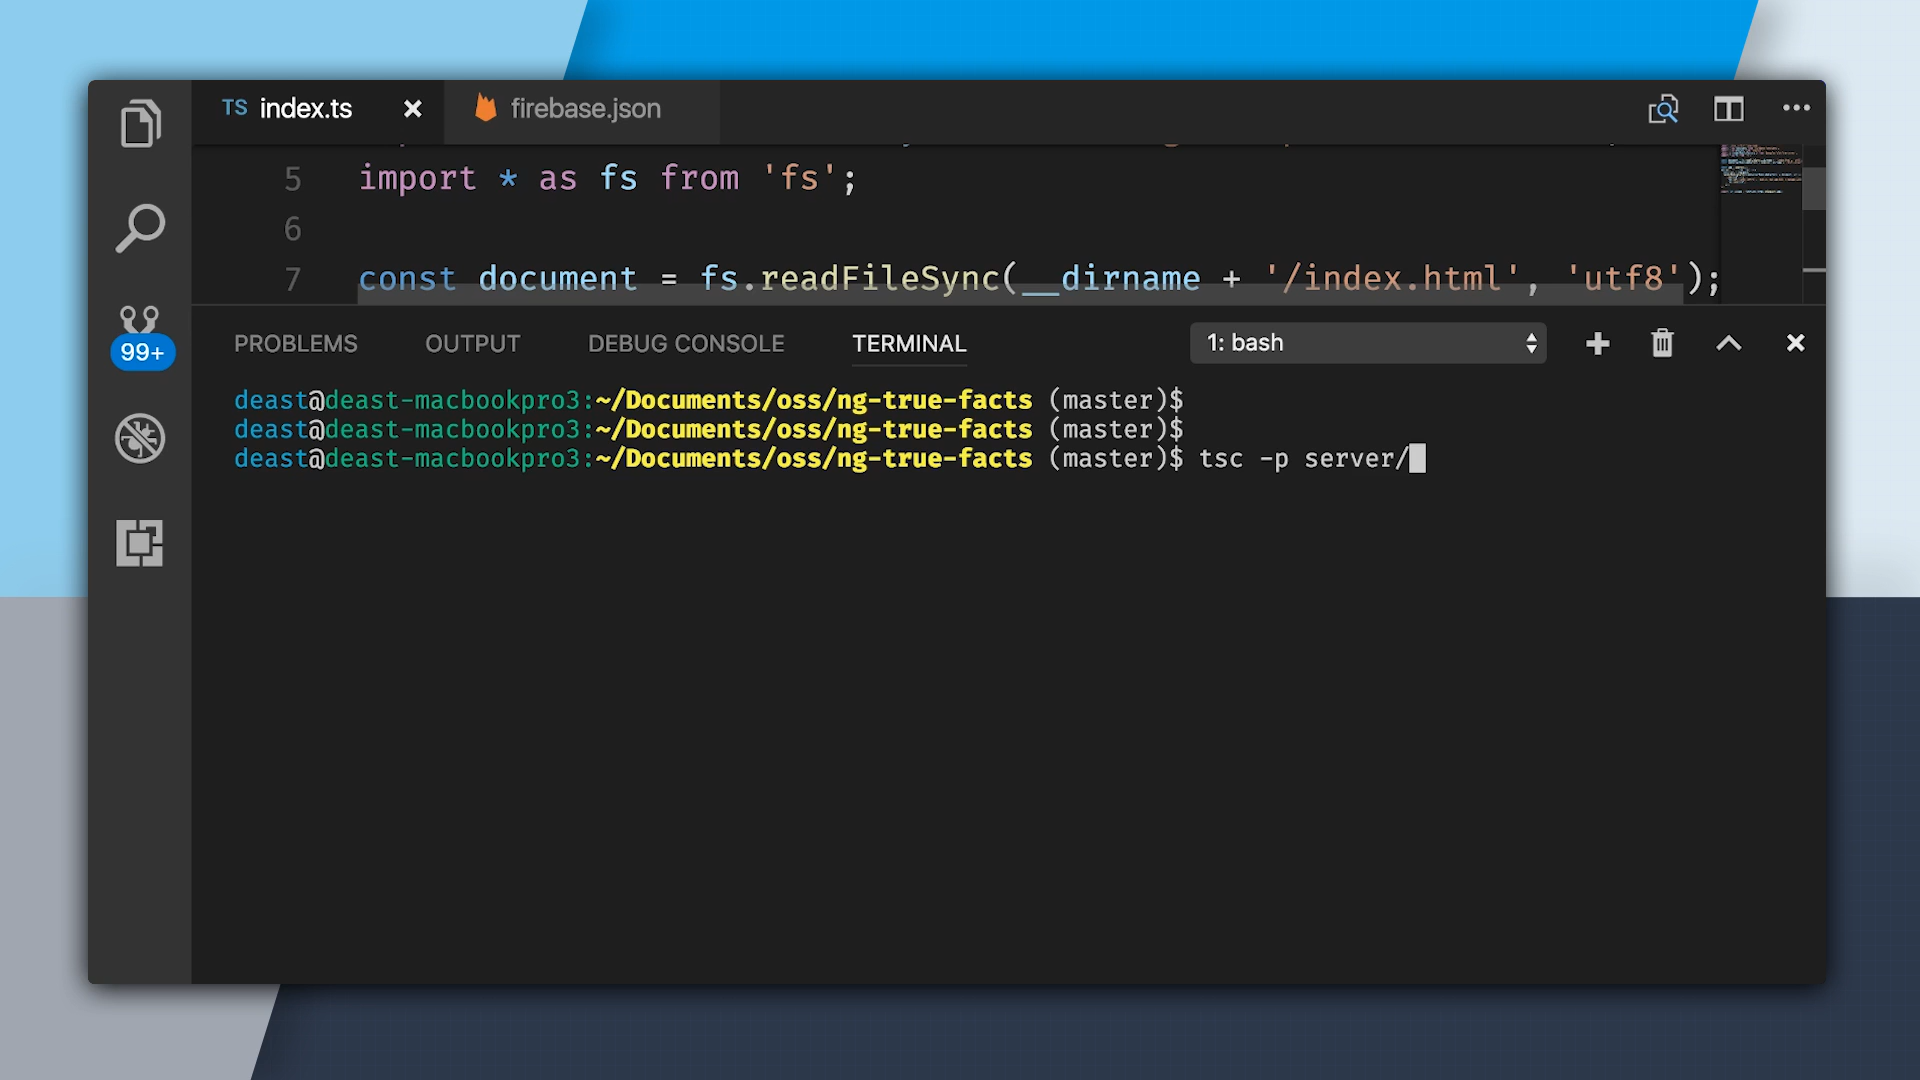 TS index.ts
firebase.json
5 import * as fs from 'fs';
6
7 const document = fs.readFileSync(__dirname + '/index.html', 'utf8');
99+
PROBLEMS OUTPUT DEBUG CONSOLE TERMINAL 1: bash
deast@deast-macbookpro3:~/Documents/oss/ng-true-facts (master)$
deast@deast-macbookpro3:~/Documents/oss/ng-true-facts (master)$
deast@deast-macbookpro3:~/Documents/oss/ng-true-facts (master)$ tsc -p server/